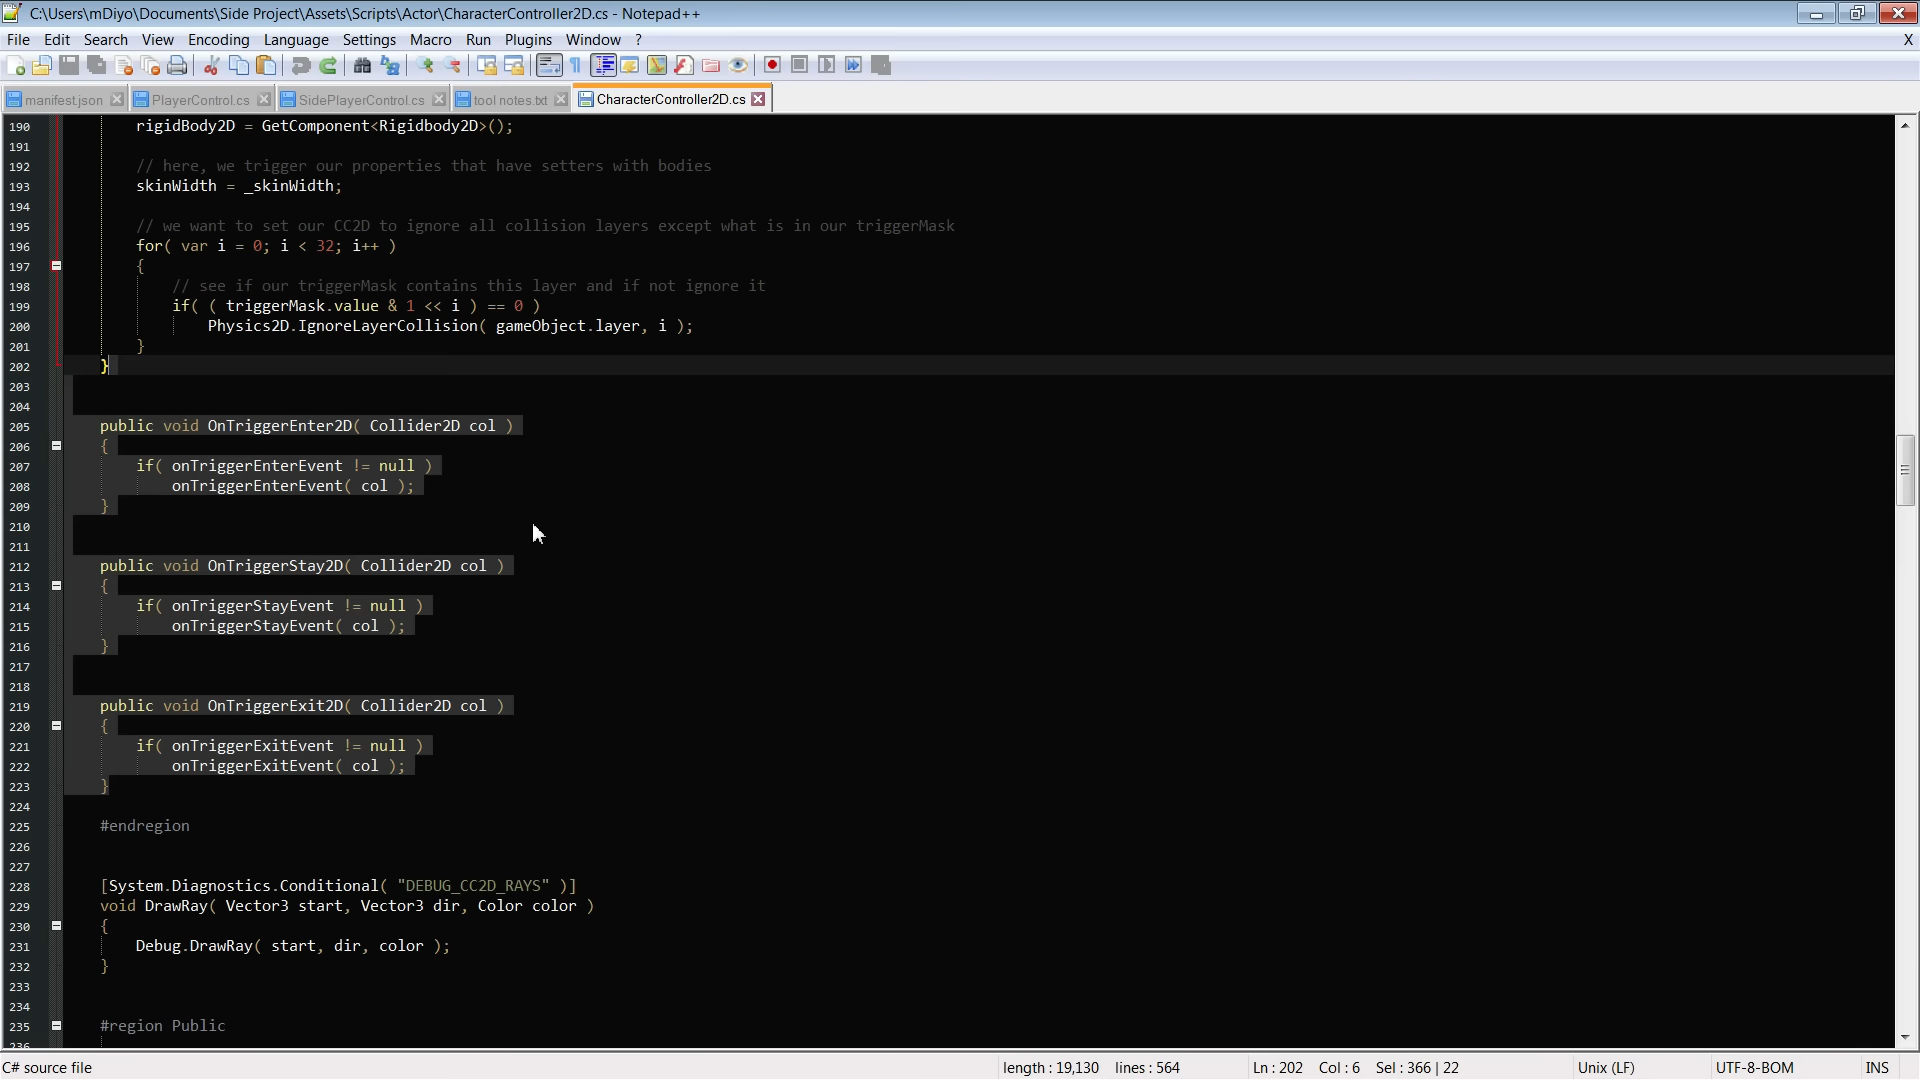 C:\Users\mDiyo\Documents\Side Project\Assets\Scripts\Actor\CharacterController2D.cs - Notepad++
File Edit Search View Encoding Language Settings Macro Run Plugins Window ? X
manifest.json PlayerControl.cs SidePlayerControl.cs tool notes.txt CharacterController2D.cs
190 rigidBody2D = GetComponent<Rigidbody2D>();
191
192 // here, we trigger our properties that have setters with bodies
193 skinWidth = _skinWidth;
194
195 // we want to set our CC2D to ignore all collision layers except what is in our triggerMask
196 for( var i = 0; i < 32; i++ )
197 {
198 // see if our triggerMask contains this layer and if not ignore it
199 if( ( triggerMask.value & 1 << i ) == 0 )
200 Physics2D.IgnoreLayerCollision( gameObject.layer, i );
201 }
202 }
203
204
205 public void OnTriggerEnter2D( Collider2D col )
206 {
207 if( onTriggerEnterEvent != null )
208 onTriggerEnterEvent( col );
209 }
210
211
212 public void OnTriggerStay2D( Collider2D col )
213 {
214 if( onTriggerStayEvent != null )
215 onTriggerStayEvent( col );
216 }
217
218
219 public void OnTriggerExit2D( Collider2D col )
220 {
221 if( onTriggerExitEvent != null )
222 onTriggerExitEvent( col );
223 }
224
225 #endregion
226
227
228 [System.Diagnostics.Conditional( "DEBUG_CC2D_RAYS" )]
229 void DrawRay( Vector3 start, Vector3 dir, Color color )
230 {
231 Debug.DrawRay( start, dir, color );
232 }
233
234
235 #region Public
236
C# source file length : 19,130 lines : 564 Ln : 202 Col : 6 Sel : 366 | 22 Unix (LF) UTF-8-BOM INS